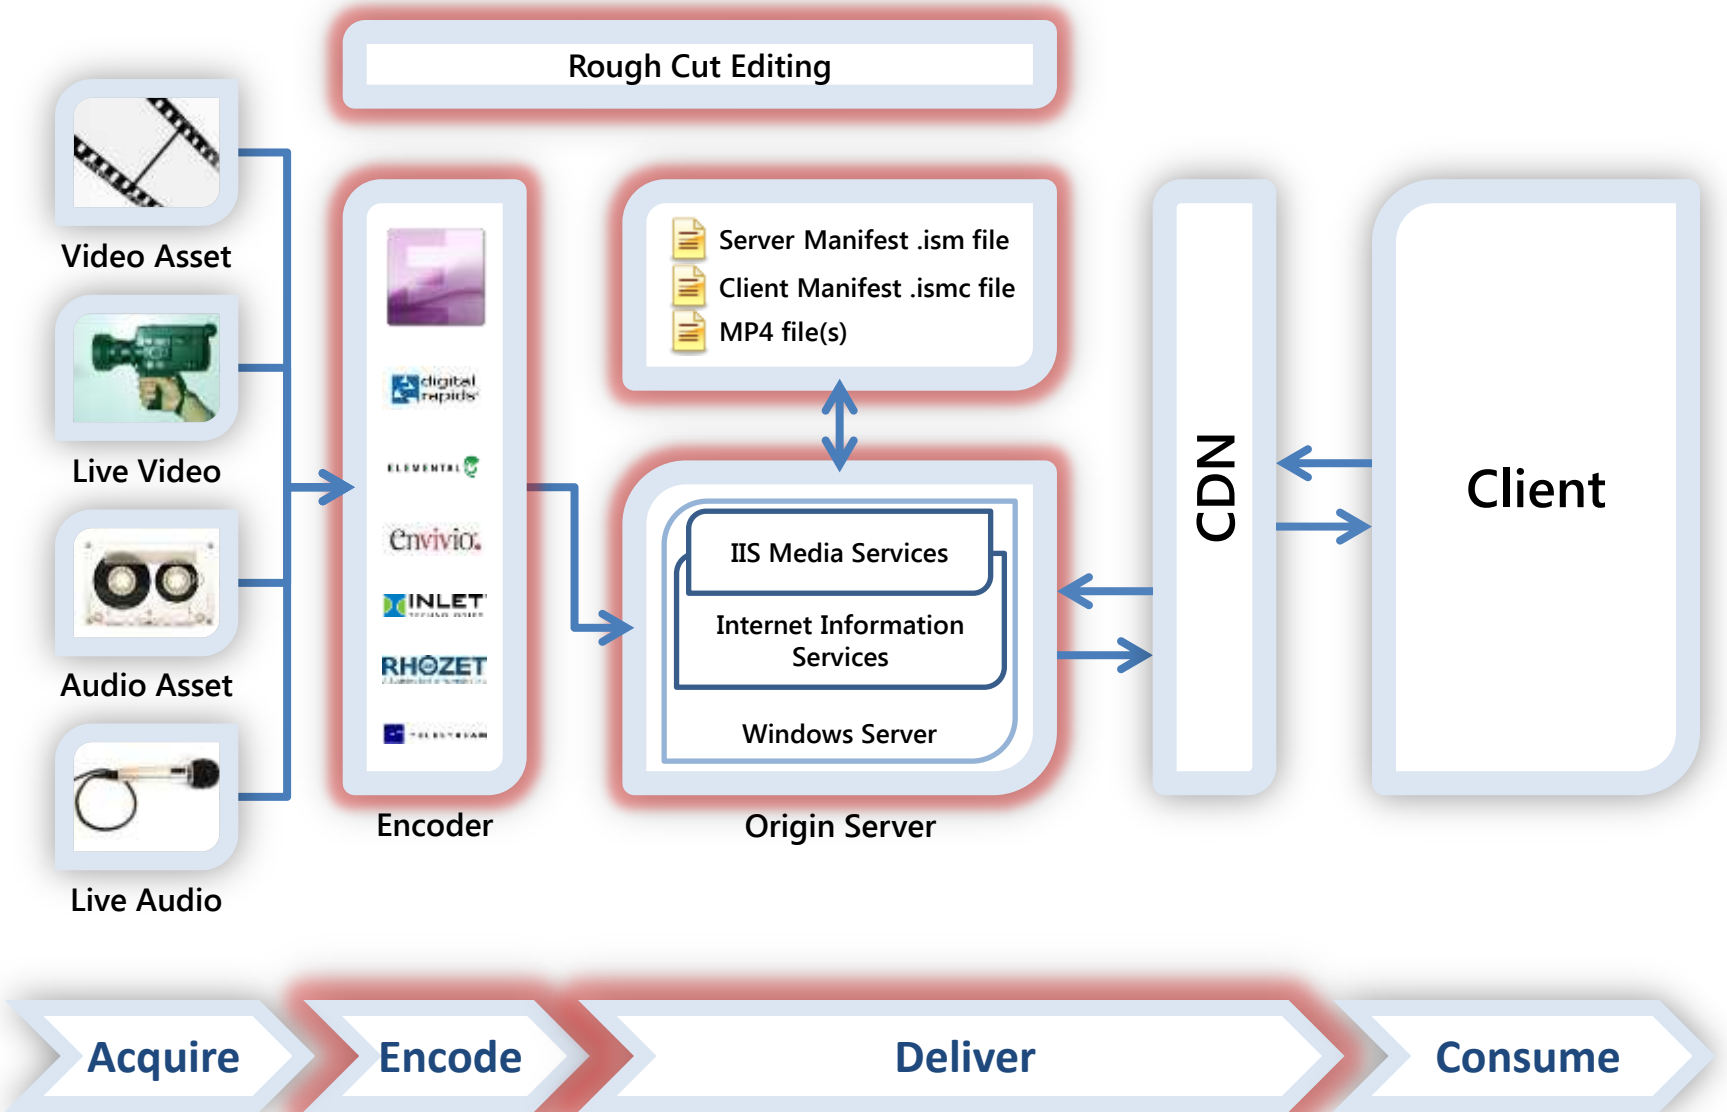 Rough Cut Editing
Video Asset
Live Video
Audio Asset
Live Audio
digital
rapids
ELEMENTAL
envivio
INLET
RHOZET
Encoder
Server Manifest .ism file
Client Manifest .ismc file
MP4 file(s)
IIS Media Services
Internet Information
Services
Windows Server
Origin Server
CDN
Client
Acquire
Encode
Deliver
Consume